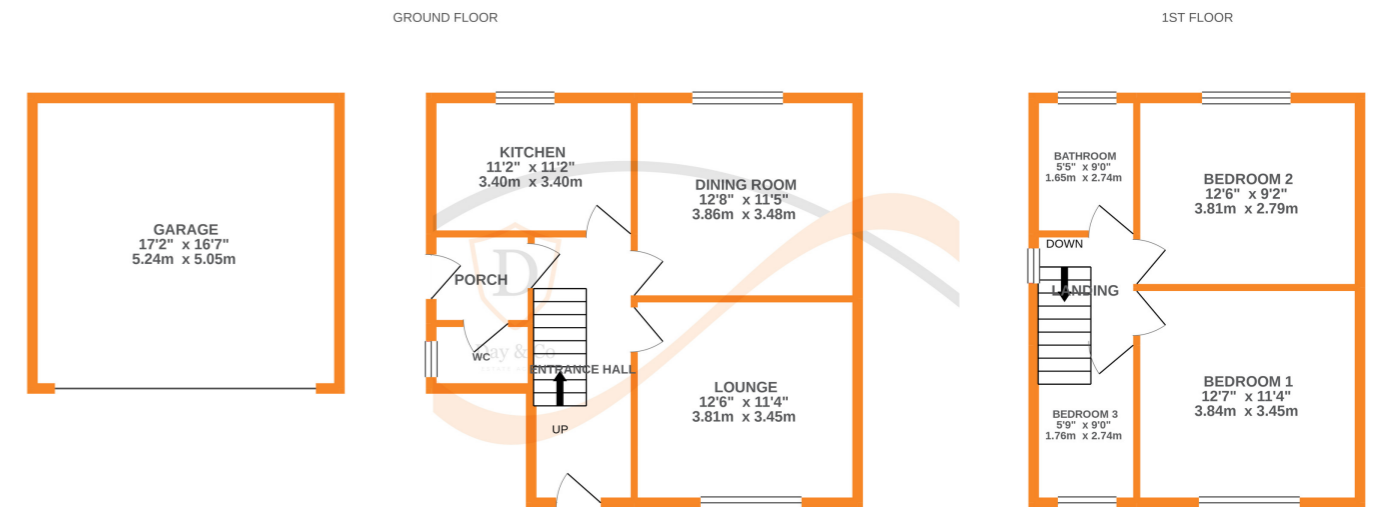 GROUND FLOOR
1ST FLOOR
GARAGE
17'2" x 16'7"
5.24m x 5.05m
KITCHEN
11'2" x 11'2"
3.40m x 3.40m
DINING ROOM
12'8" x 11'5"
3.86m x 3.48m
PORCH
D
WC
Day & Co
ENTRANCE HALL
UP
LOUNGE
12'6" x 11'4"
3.81m x 3.45m
BATHROOM
5'5" x 9'0"
1.65m x 2.74m
BEDROOM 2
12'6" x 9'2"
3.81m x 2.79m
DOWN
LANDING
BEDROOM 1
12'7" x 11'4"
3.84m x 3.45m
BEDROOM 3
5'9" x 9'0"
1.76m x 2.74m